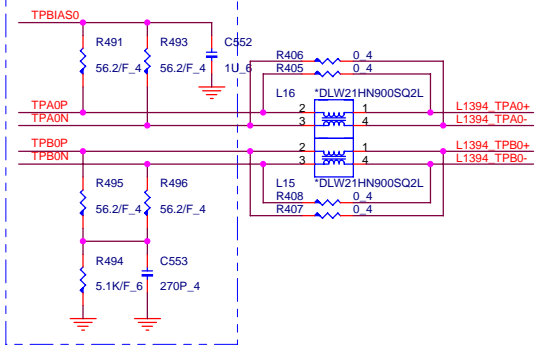 TPBIAS0
R491
R493
C552
56.2/F_4
56.2/F_4
1U_6
R406
0_4
R405
0_4
L16
*DLW21HN900SQ2L
TPA0P
2
1
L1394_TPA0+
TPA0N
3
4
L1394_TPA0-
TPB0P
2
1
L1394_TPB0+
TPB0N
3
4
L1394_TPB0-
L15
*DLW21HN900SQ2L
R495
R496
R408
0_4
56.2/F_4
56.2/F_4
R407
0_4
R494
C553
5.1K/F_6
270P_4